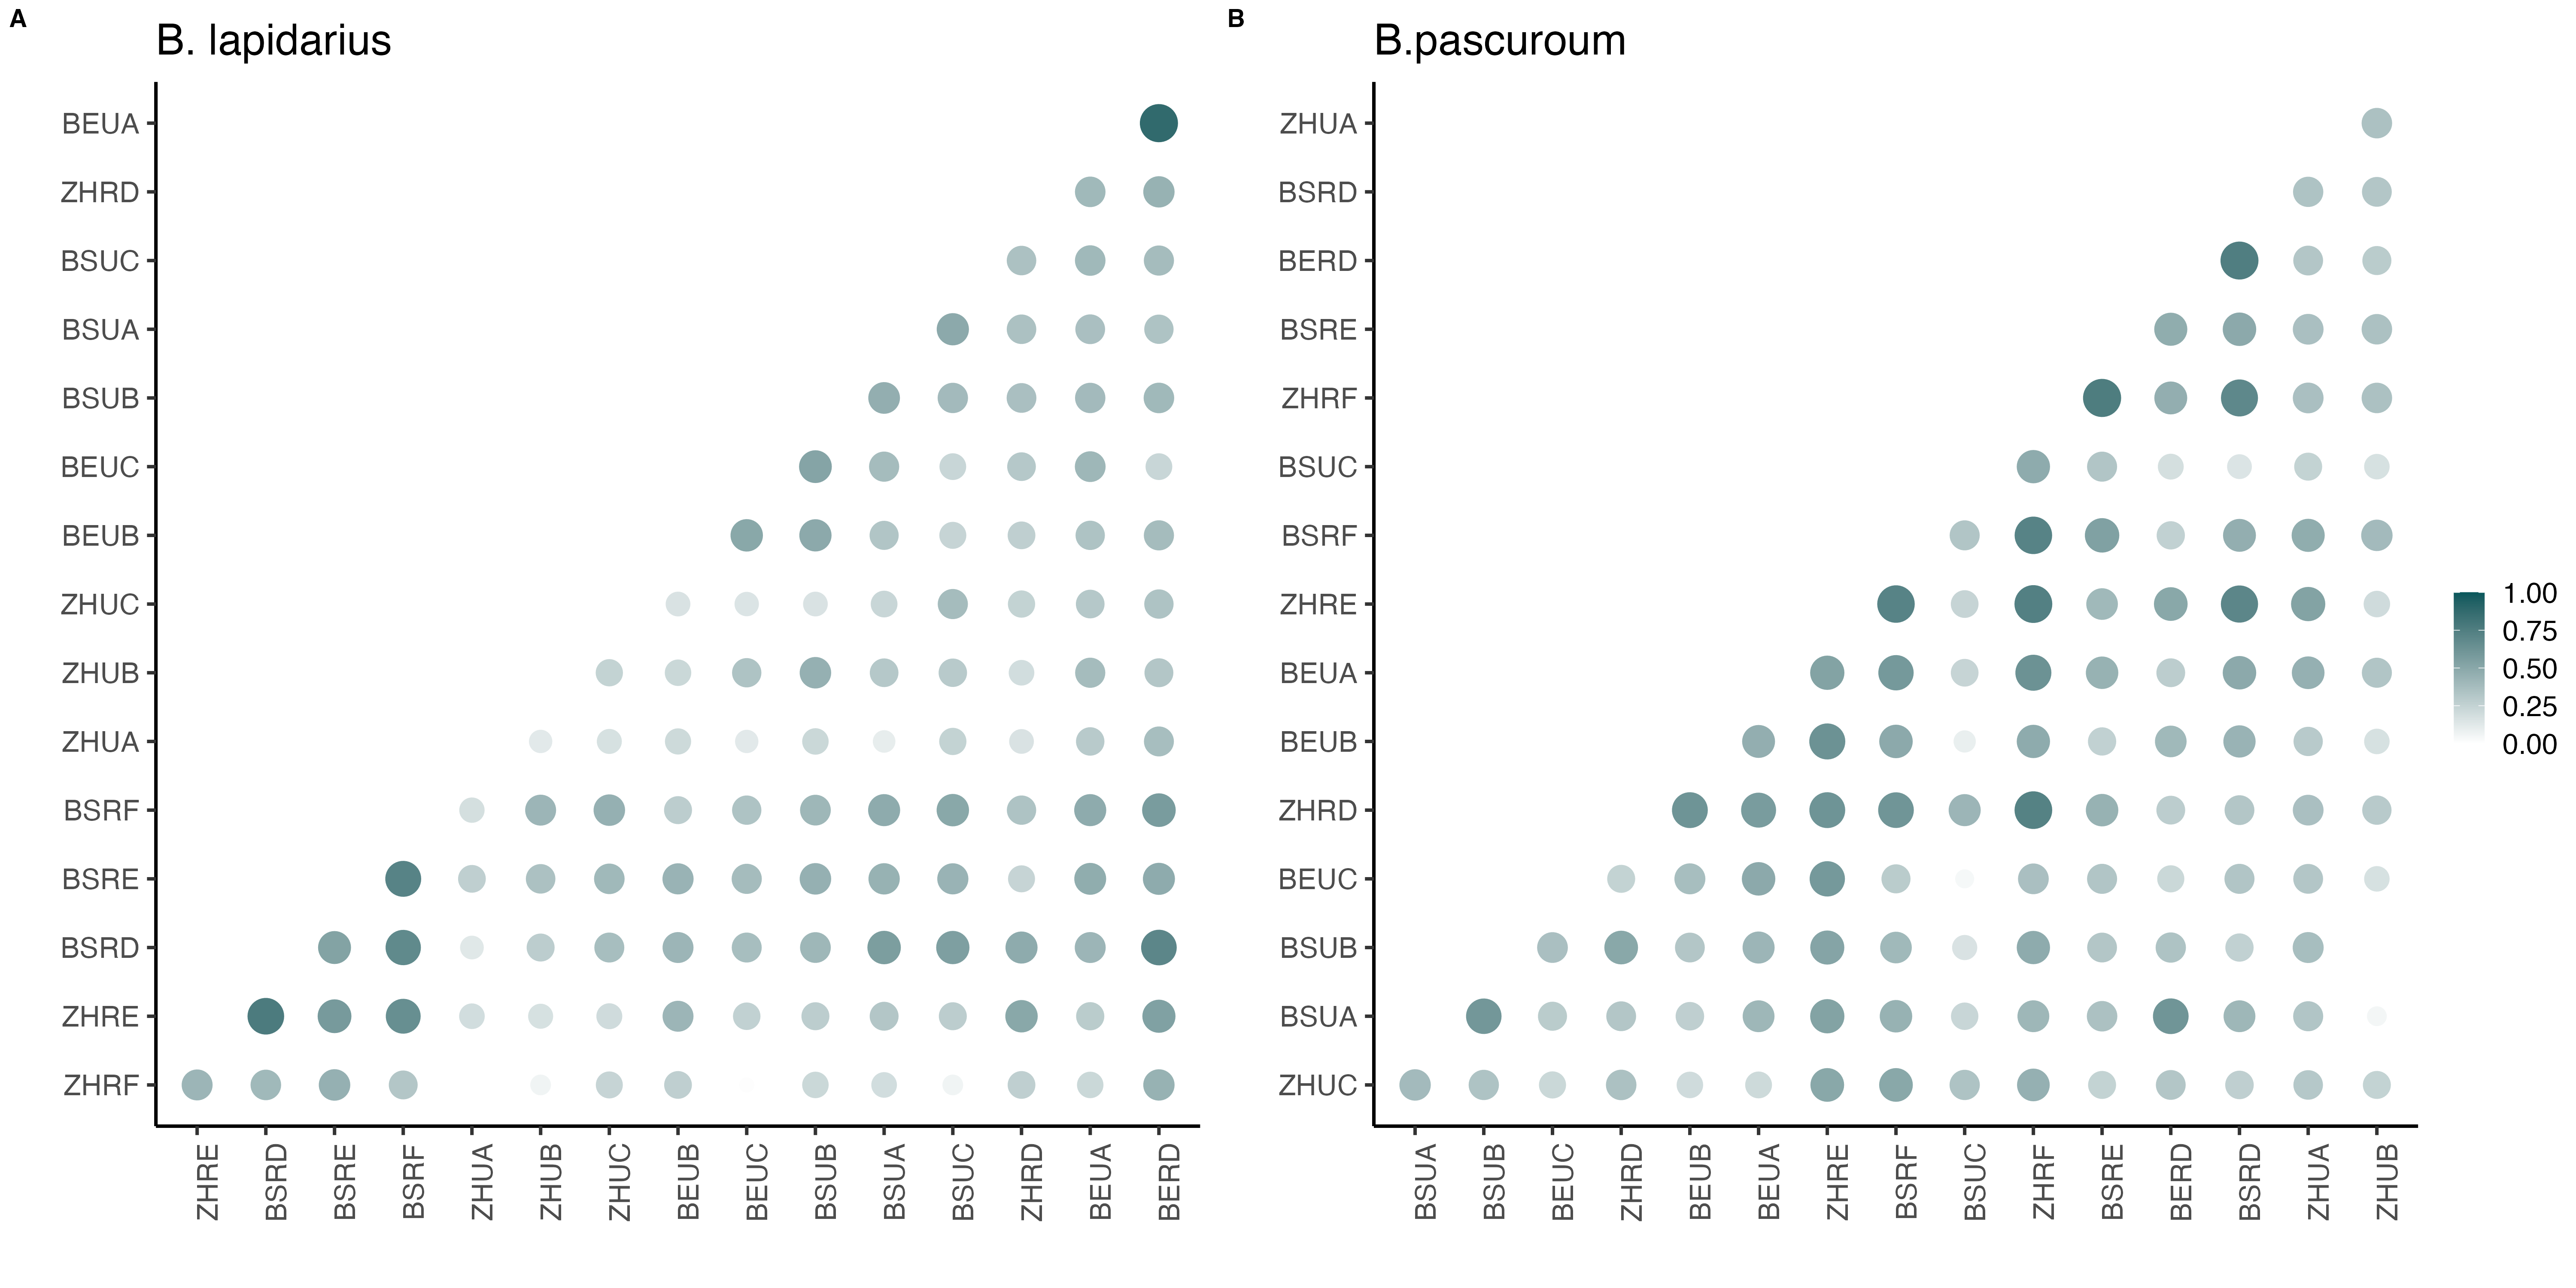 A
B. lapidarius
BEUA
ZHRD
BSUC
BSUA
BSUB
BEUC
BEUB
ZHUC
ZHUB
ZHUA
BSRF
BSRE
BSRD
ZHRE
ZHRF
ZHRE
BSRD
BSRE
BSRF
ZHUA
ZHUB
ZHUC
BEUB
BEUC
BSUB
BSUA
BSUC
ZHRD
BEUA
BERD
B
B.pascuroum
ZHUA
BSRD
BERD
BSRE
ZHRF
BSUC
BSRF
ZHRE
BEUA
BEUB
ZHRD
BEUC
BSUB
BSUA
ZHUC
BSUA
BSUB
BEUC
ZHRD
BEUB
BEUA
ZHRE
BSRF
BSUC
ZHRF
BSRE
BERD
BSRD
ZHUA
ZHUB
1.00
0.75
0.50
0.25
0.00